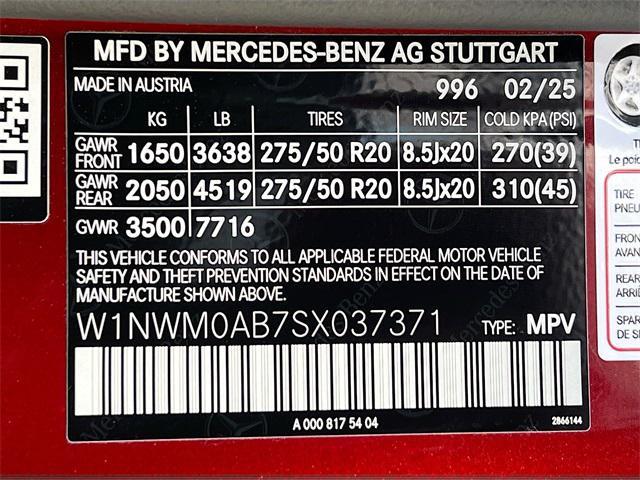 MFD BY MERCEDES-BENZ AG STUTTGART
MADE IN AUSTRIA 996 02/25
KG LB TIRES RIM SIZE COLD KPA(PSI)
GAWR FRONT 1650 3638 275/50 R20 8.5Jx20 270(39)
GAWR REAR 2050 4519 275/50 R20 8.5Jx20 310(45)
GVWR 3500 7716
THIS VEHICLE CONFORMS TO ALL APPLICABLE FEDERAL MOTOR VEHICLE
SAFETY AND THEFT PREVENTION STANDARDS IN EFFECT ON THE DATE OF
MANUFACTURE SHOWN ABOVE.
W1NWM0AB7SX037371 TYPE: MPV
A 000 817 54 04
2866144
Le
TIRE